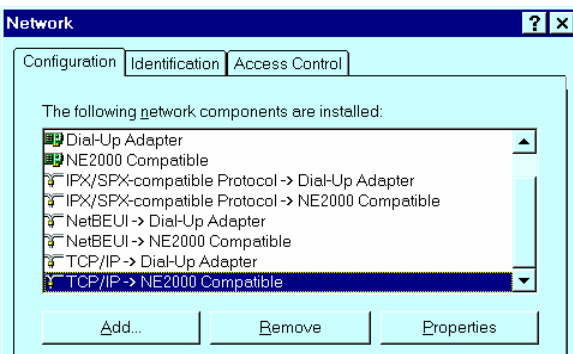 Network
Configuration Identification Access Control
The following network components are installed:
Dial-Up Adapter
NE2000 Compatible
IPX/SPX-compatible Protocol -> Dial-Up Adapter
IPX/SPX-compatible Protocol -> NE2000 Compatible
NetBEUI -> Dial-Up Adapter
NetBEUI -> NE2000 Compatible
TCP/IP -> Dial-Up Adapter
TCP/IP -> NE2000 Compatible
Add... Remove Properties